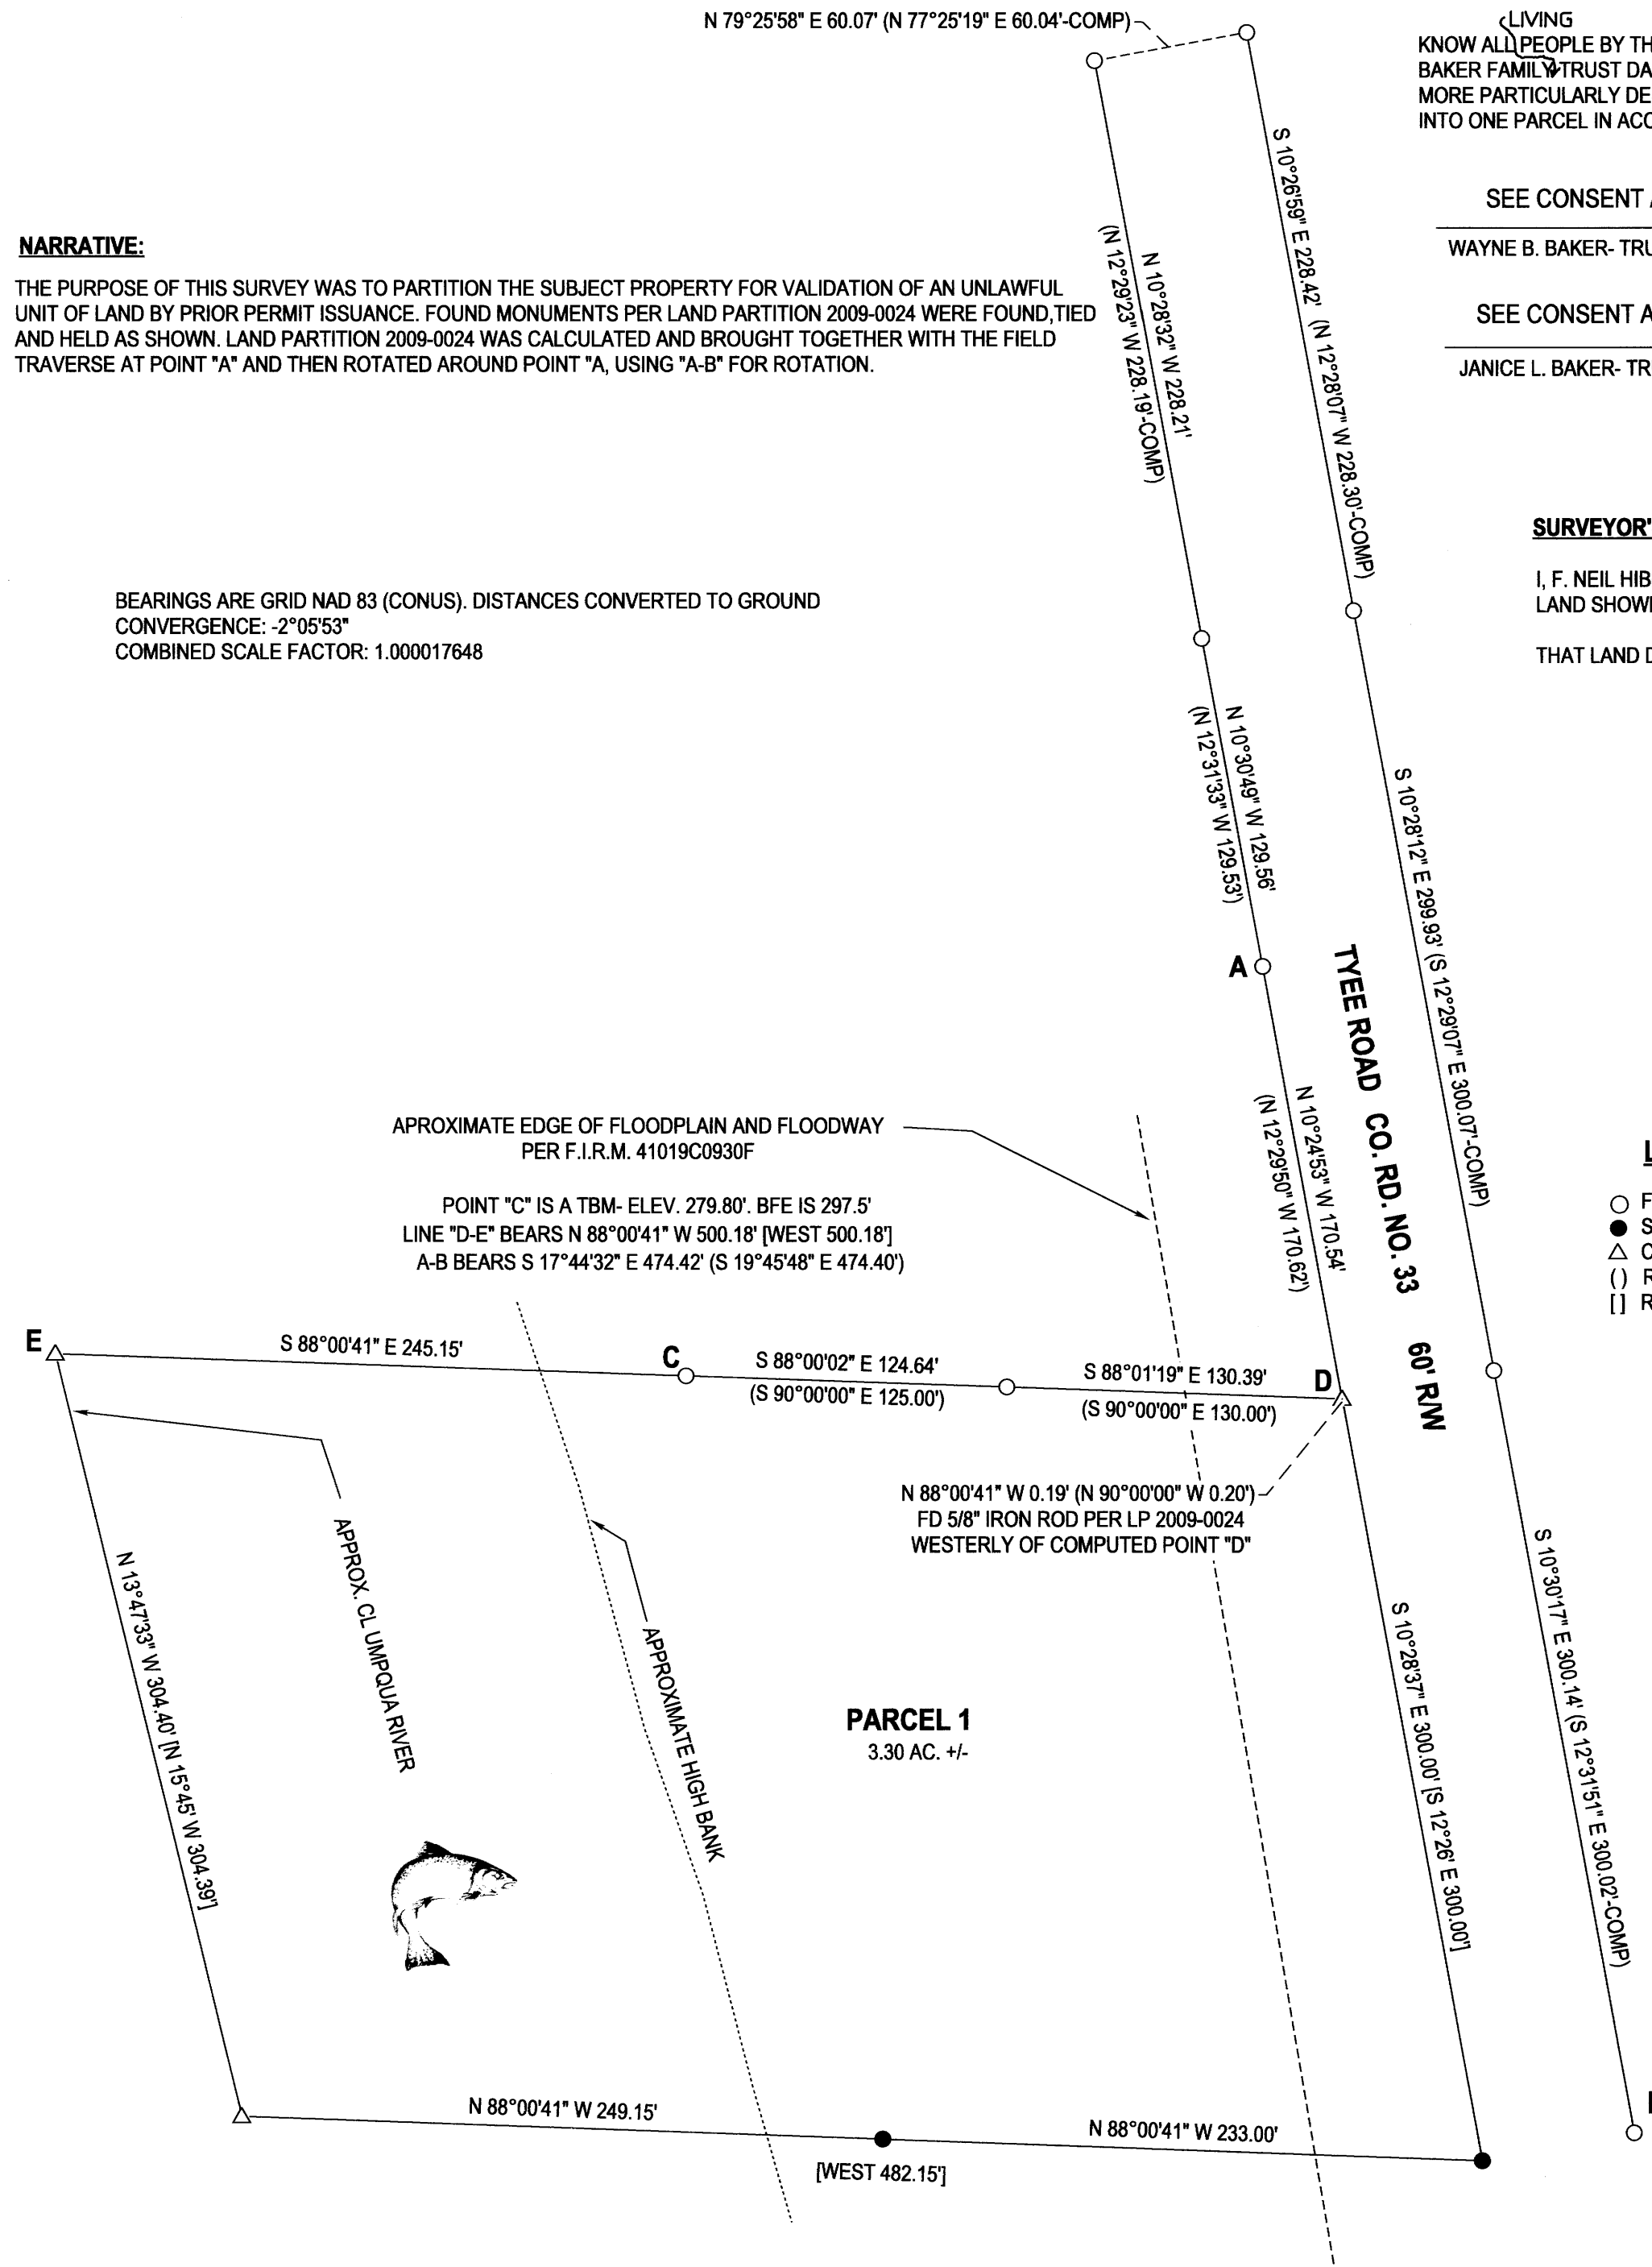 N 79°25'58" E 60.07' (N 77°25'19" E 60.04'-COMP)
LIVING
KNOW ALL PEOPLE BY TH
BAKER FAMILY TRUST DA
MORE PARTICULARLY DE
INTO ONE PARCEL IN ACC
SEE CONSENT A
WAYNE B. BAKER- TRU
SEE CONSENT A
JANICE L. BAKER- TR
NARRATIVE:
THE PURPOSE OF THIS SURVEY WAS TO PARTITION THE SUBJECT PROPERTY FOR VALIDATION OF AN UNLAWFUL
UNIT OF LAND BY PRIOR PERMIT ISSUANCE. FOUND MONUMENTS PER LAND PARTITION 2009-0024 WERE FOUND,TIED
AND HELD AS SHOWN. LAND PARTITION 2009-0024 WAS CALCULATED AND BROUGHT TOGETHER WITH THE FIELD
TRAVERSE AT POINT "A" AND THEN ROTATED AROUND POINT "A, USING "A-B" FOR ROTATION.
S 10°26'59" E 228.42' (N 12°28'07" W 228.30'-COMP)
N 10°28'32" W 228.21'
(N 12°29'23" W 228.19'-COMP)
SURVEYOR'
I, F. NEIL HIB
LAND SHOWN
THAT LAND D
BEARINGS ARE GRID NAD 83 (CONUS). DISTANCES CONVERTED TO GROUND
CONVERGENCE: -2°05'53"
COMBINED SCALE FACTOR: 1.000017648
N 10°30'49" W 129.56'
(N 12°31'33" W 129.53')
S 10°28'12" E 299.93' (S 12°29'07" E 300.07'-COMP)
A
TYEE ROAD CO. RD. NO. 33 60' R/W
N 10°24'53" W 170.54'
(N 12°29'50" W 170.62')
APROXIMATE EDGE OF FLOODPLAIN AND FLOODWAY
PER F.I.R.M. 41019C0930F
POINT "C" IS A TBM- ELEV. 279.80'. BFE IS 297.5'
LINE "D-E" BEARS N 88°00'41" W 500.18' [WEST 500.18']
A-B BEARS S 17°44'32" E 474.42' (S 19°45'48" E 474.40')
L
F
S
C
( ) R
[ ] R
E
S 88°00'41" E 245.15'
C
S 88°00'02" E 124.64'
(S 90°00'00" E 125.00')
S 88°01'19" E 130.39'
(S 90°00'00" E 130.00')
D
N 88°00'41" W 0.19' (N 90°00'00" W 0.20')
FD 5/8" IRON ROD PER LP 2009-0024
WESTERLY OF COMPUTED POINT "D"
N 13°47'33" W 304.40' [N 15°45' W 304.39']
APPROX. CL UMPQUA RIVER
APPROXIMATE HIGH BANK
PARCEL 1
3.30 AC. +/-
S 10°28'37" E 300.00' [S 12°26' E 300.00']
S 10°30'17" E 300.14' (S 12°31'51" E 300.02'-COMP)
N 88°00'41" W 249.15'
N 88°00'41" W 233.00'
[WEST 482.15']